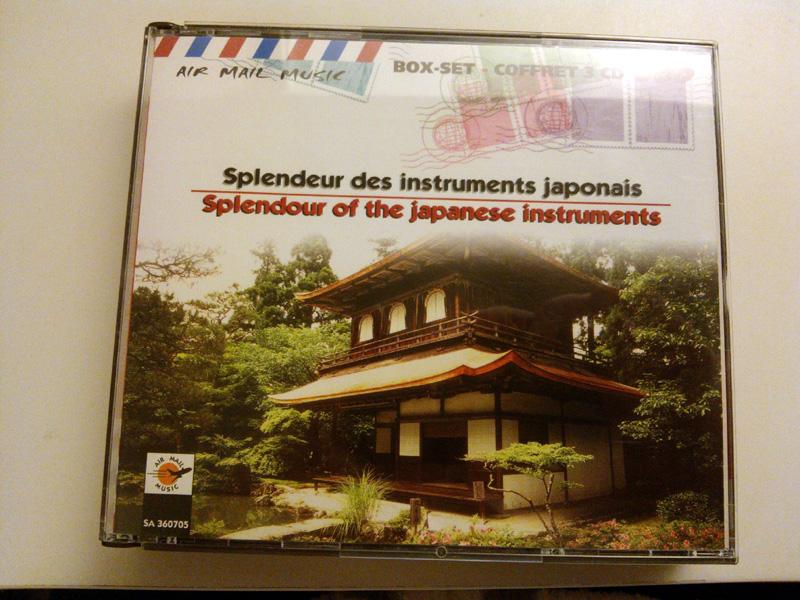 AIR MAIL MUSIC
BOX-SET - COFFRET 3 CD
Splendeur des instruments japonais
Splendour of the japanese instruments
AIR MAIL
MUSIC
SA 360705